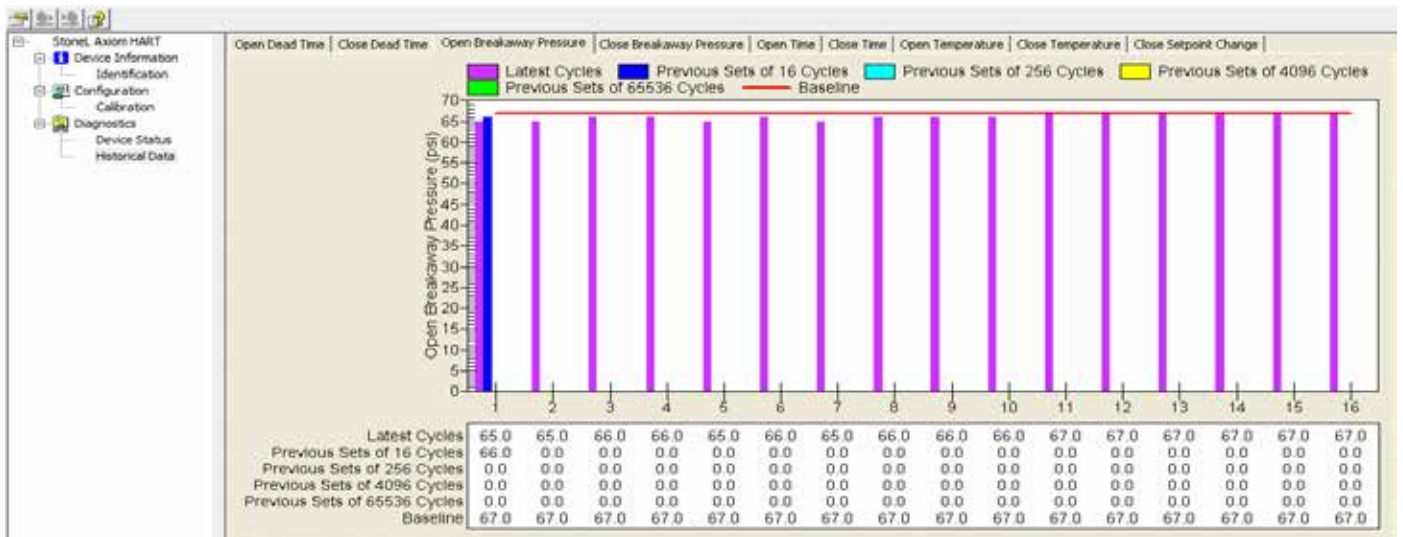 StoneL Axiom HART
Device Information
Identification
Configuration
Calibration
Diagnostics
Device Status
Historical Data
Open Dead Time | Close Dead Time Open Breakaway Pressure | Close Breakaway Pressure | Open Time | Close Time | Open Temperature | Close Temperature | Close Setpoint Change |
Latest Cycles Previous Sets of 16 Cycles Previous Sets of 256 Cycles Previous Sets of 4096 Cycles
Previous Sets of 65536 Cycles Baseline
Open Breakaway Pressure (psi)
70
65
60
55
50
45
40
35
30
25
20
15
10
5
0
1 2 3 4 5 6 7 8 9 10 11 12 13 14 15 16
Latest Cycles 65.0 65.0 66.0 66.0 65.0 66.0 65.0 66.0 66.0 66.0 67.0 67.0 67.0 67.0 67.0 67.0
Previous Sets of 16 Cycles 66.0 0.0 0.0 0.0 0.0 0.0 0.0 0.0 0.0 0.0 0.0 0.0 0.0 0.0 0.0 0.0
Previous Sets of 256 Cycles 0.0 0.0 0.0 0.0 0.0 0.0 0.0 0.0 0.0 0.0 0.0 0.0 0.0 0.0 0.0 0.0
Previous Sets of 4096 Cycles 0.0 0.0 0.0 0.0 0.0 0.0 0.0 0.0 0.0 0.0 0.0 0.0 0.0 0.0 0.0 0.0
Previous Sets of 65536 Cycles 0.0 0.0 0.0 0.0 0.0 0.0 0.0 0.0 0.0 0.0 0.0 0.0 0.0 0.0 0.0 0.0
Baseline 67.0 67.0 67.0 67.0 67.0 67.0 67.0 67.0 67.0 67.0 67.0 67.0 67.0 67.0 67.0 67.0